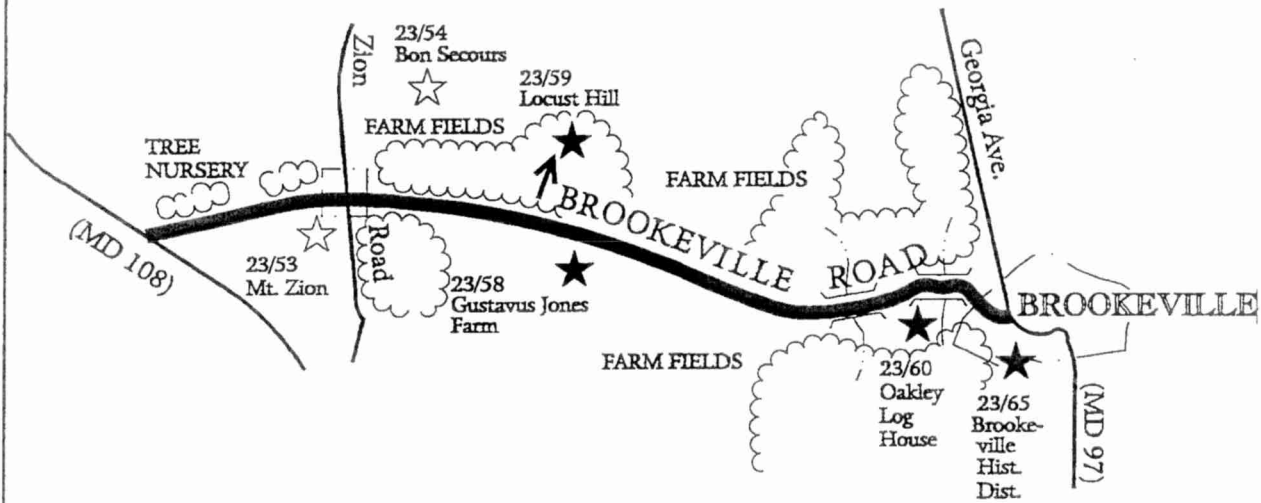 23/54
Bon Secours
Zion
23/59
Locust Hill
Georgia Ave.
FARM FIELDS
TREE
NURSERY
FARM FIELDS
BROOKEVILLE ROAD
(MD 108)
Road
23/53
Mt. Zion
23/58
Gustavus Jones
Farm
BROOKEVILLE
FARM FIELDS
23/60
Oakley
Log
House
23/65
Brooke-
ville
Hist.
Dist.
(MD 97)